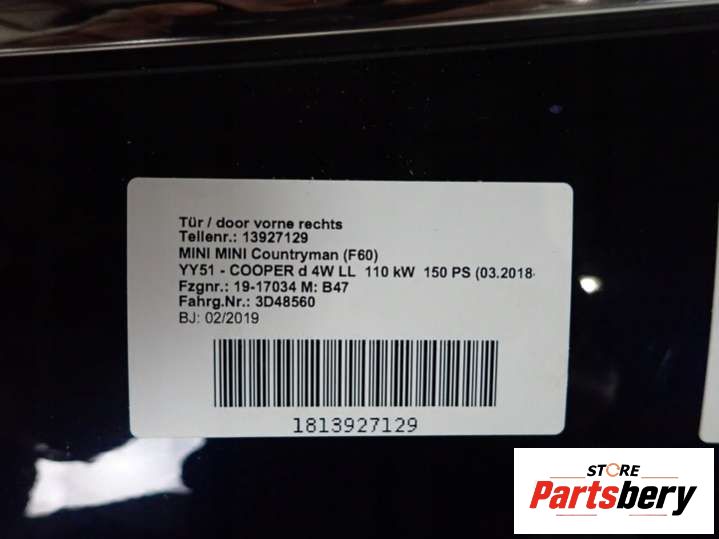 Tür / door vorne rechts
Teilenr.: 13927129
MINI MINI Countryman (F60)
YY51 - COOPER d 4W LL 110 kW 150 PS (03.2018-
Fzgnr.: 19-17034 M: B47
Fahrg.Nr.: 3D48560
BJ: 02/2019
1813927129
STORE
Partsbery